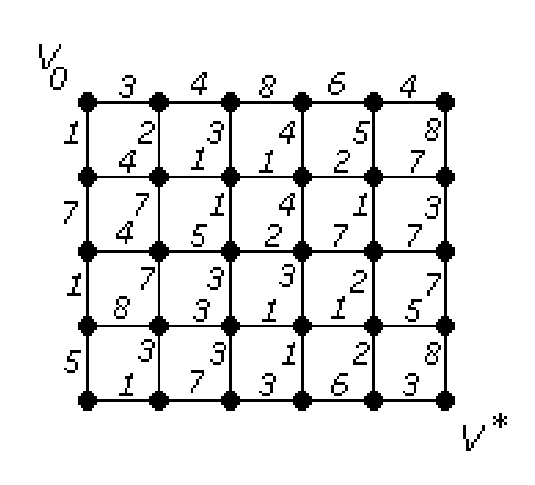 V0
3 4 8 6 4
1 2 3 4 5 8
4 1 1 2 7
7 7 1 4 1 3
4 5 2 7 7
1 7 3 3 2 7
8 3 1 1 5
5 3 3 1 2 8
1 7 3 6 3
V*